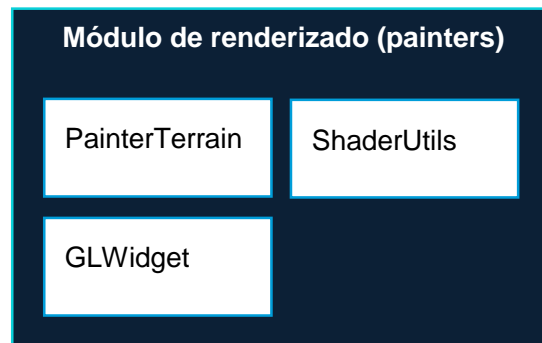 Módulo de renderizado (painters)
PainterTerrain
ShaderUtils
GLWidget